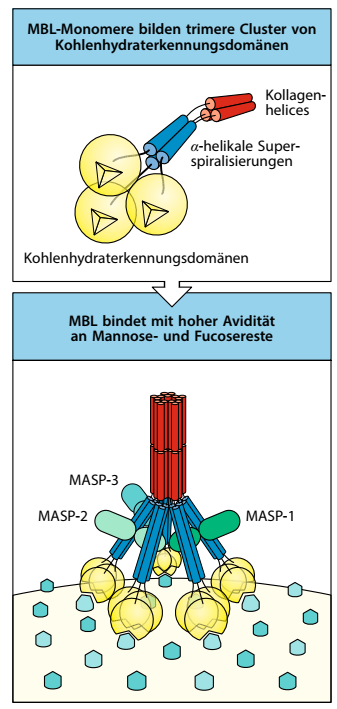 MBL-Monomere bilden trimere Cluster von
Kohlenhydraterkennungsdomänen
Kollagen-
helices
α-helikale Super-
spiralisierungen
Kohlenhydraterkennungsdomänen
MBL bindet mit hoher Avidität
an Mannose- und Fucosereste
MASP-3
MASP-2
MASP-1